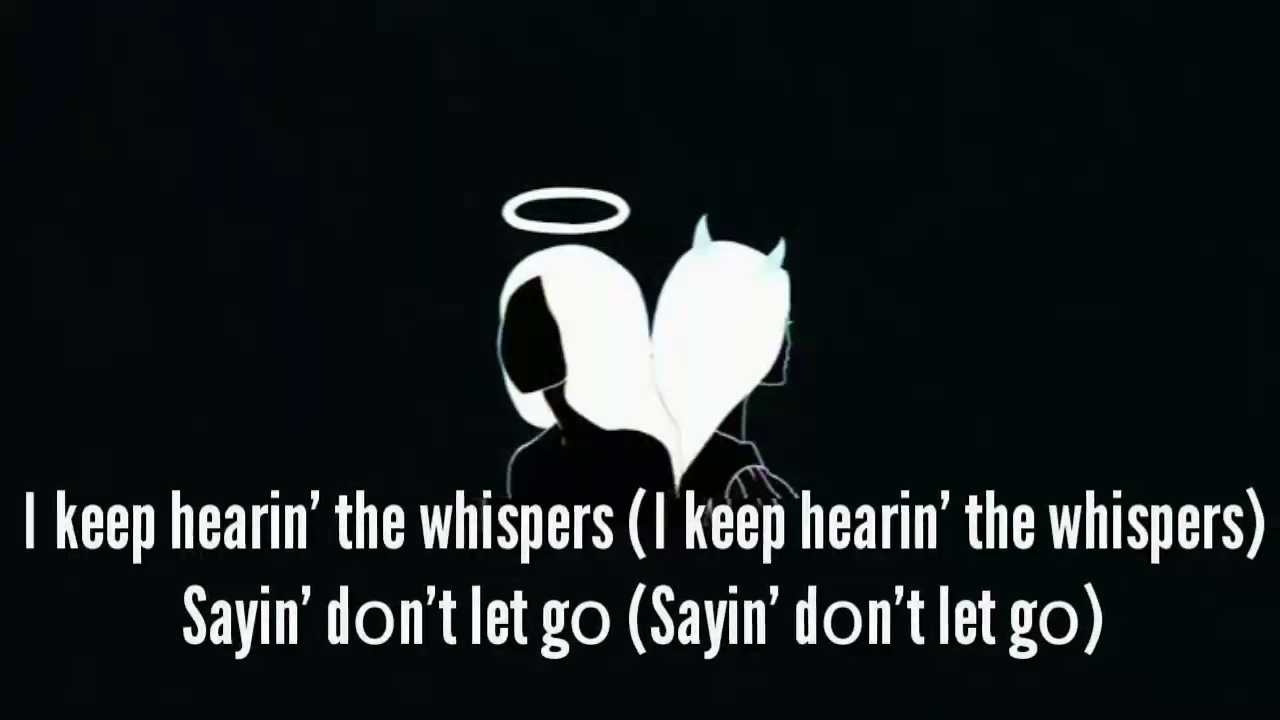 I keep hearin’ the whispers (I keep hearin’ the whispers)
Sayin’ don’t let go (Sayin’ don’t let go)